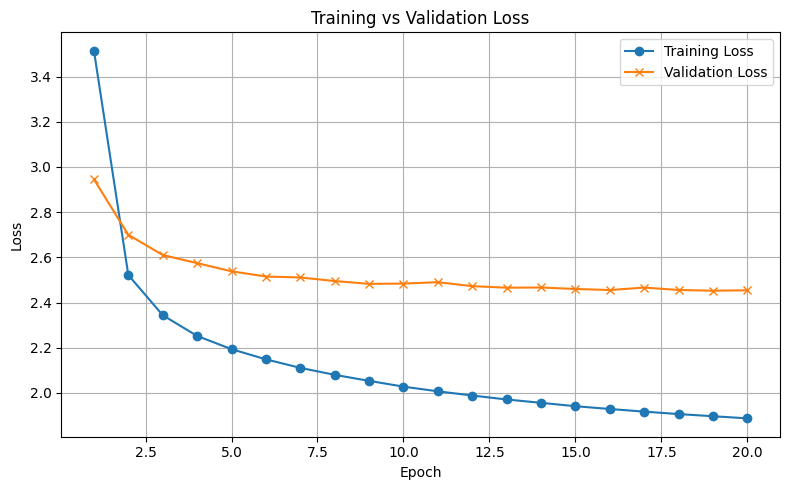 Training vs Validation Loss
Training Loss
Validation Loss
3.4
3.2
3.0
2.8
2.6
2.4
2.2
2.0
Loss
2.5 5.0 7.5 10.0 12.5 15.0 17.5 20.0
Epoch